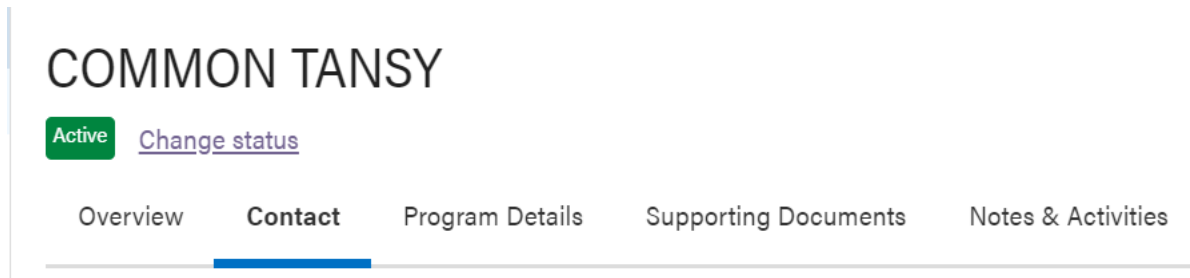 COMMON TANSY
Active Change status
Overview Contact Program Details Supporting Documents Notes & Activities